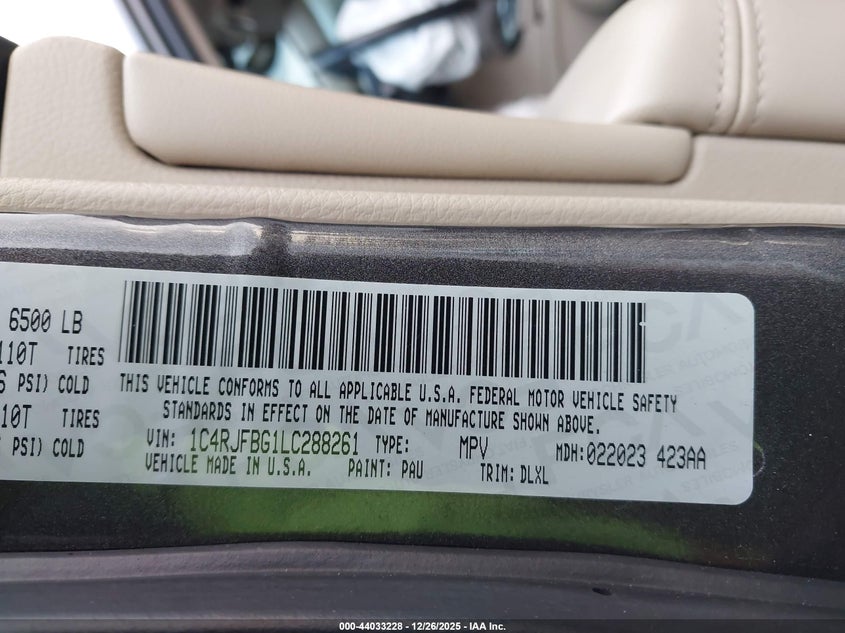 6500 LB
110T TIRES
PSI) COLD
10T TIRES
PSI) COLD
THIS VEHICLE CONFORMS TO ALL APPLICABLE U.S.A. FEDERAL MOTOR VEHICLE SAFETY
STANDARDS IN EFFECT ON THE DATE OF MANUFACTURE SHOWN ABOVE.
VIN: 1C4RJFBG1LC288261 TYPE: MPV MDH:022023 423AA
VEHICLE MADE IN U.S.A. PAINT: PAU TRIM: DLXL
000-44033228 - 12/26/2025 - IAA Inc.